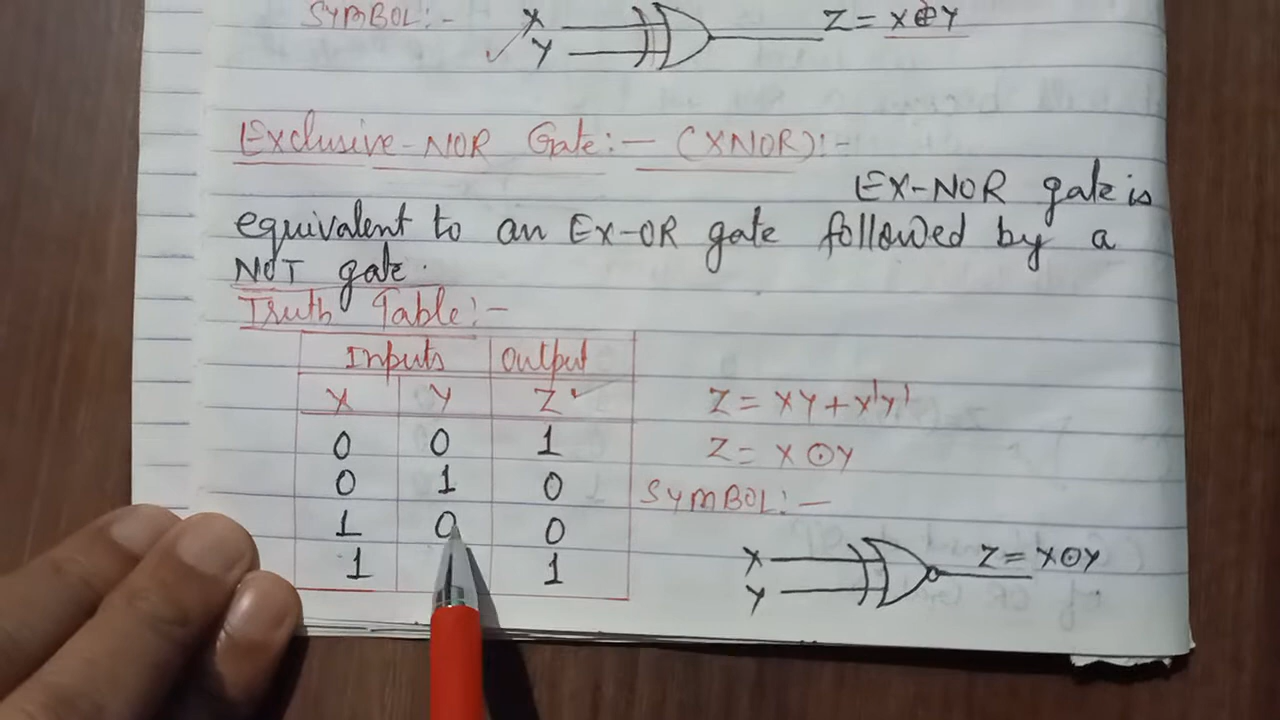 SYMBOL:-
X
Y
Z = X⊕Y
Exclusive-NOR Gate:- (XNOR):-
EX-NOR gate is
equivalent to an EX-OR gate followed by a
NOT gate.
Truth Table:-
Inputs Output
X Y Z
0 0 1
0 1 0
1 0 0
1 1
Z = XY + X'Y'
Z = X⊙Y
SYMBOL:-
X
Y
Z = X⊙Y